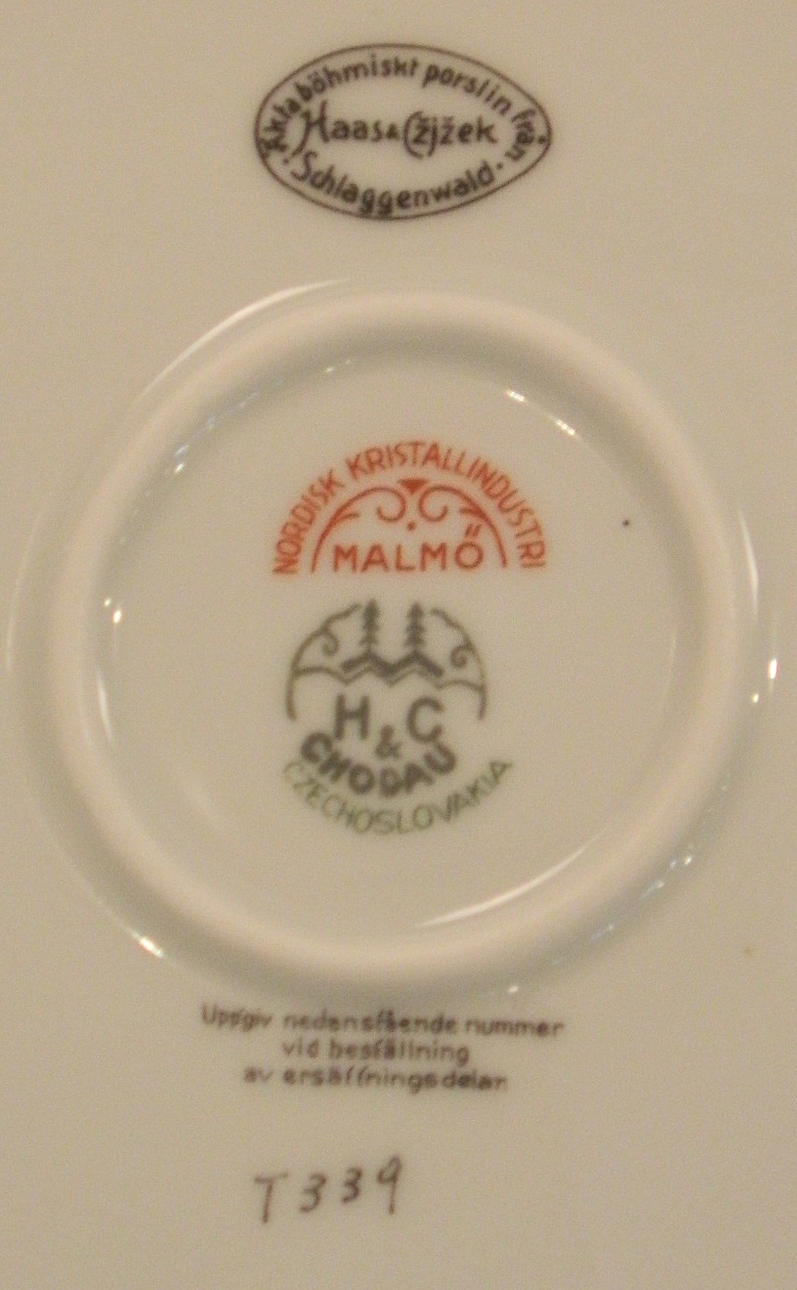 Äkta böhmiskt porslin från
Haas & Cžjžek
· Schlaggenwald ·
NORDISK KRISTALLINDUSTRI
MALMÖ
H & C
CHODAU
CZECHOSLOVAKIA
Uppgiv nedanstående nummer
vid beställning
av ersättningsdelar
T339